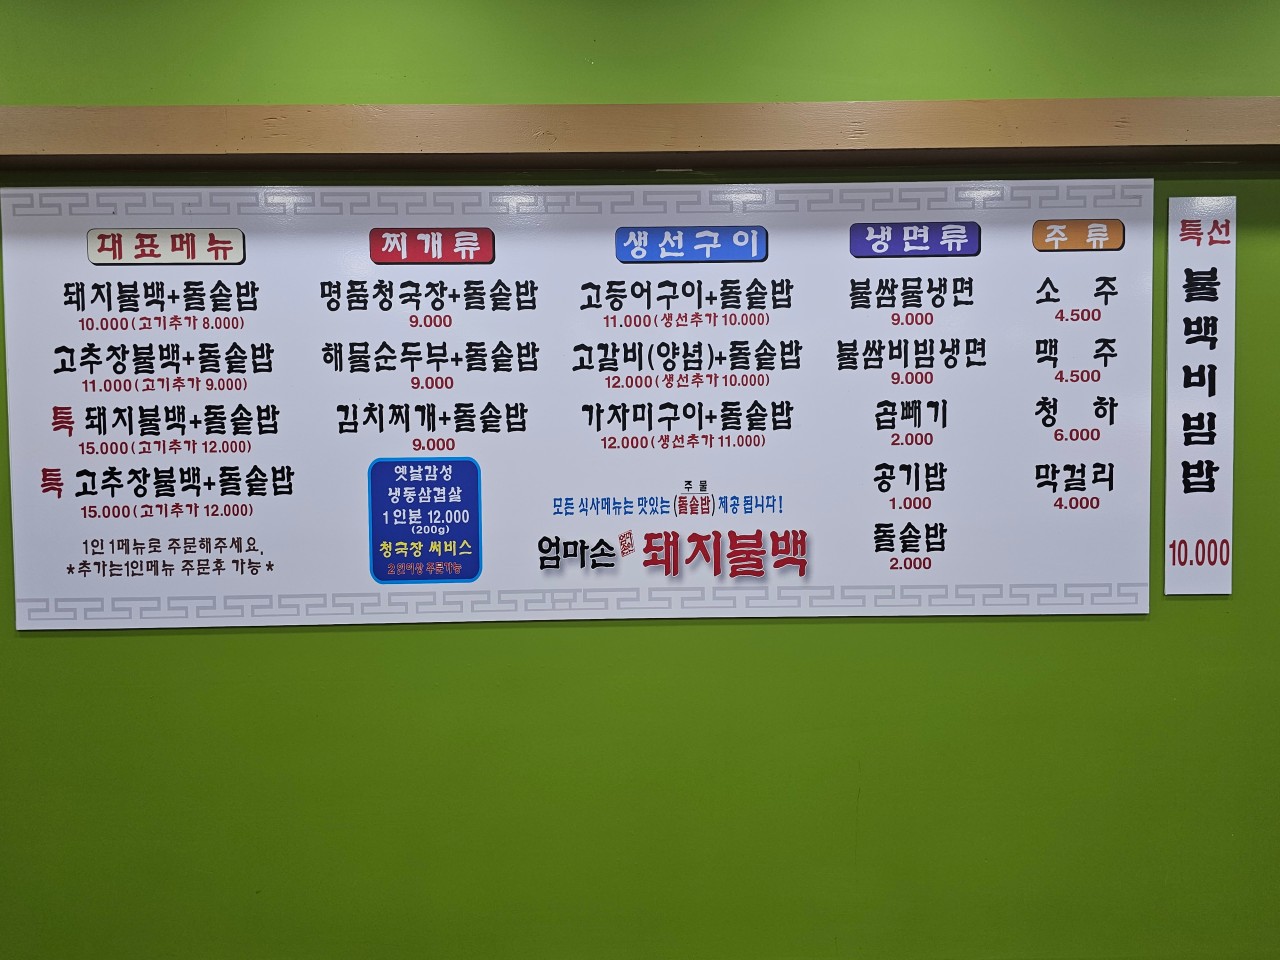 대표메뉴
돼지불백+돌솥밥
10.000(고기추가 8.000)
고추장불백+돌솥밥
11.000(고기추가 9.000)
특 돼지불백+돌솥밥
15.000(고기추가 12.000)
특 고추장불백+돌솥밥
15.000(고기추가 12.000)
1인 1메뉴로 주문해주세요.
*추가는1인메뉴 주문후 가능*
찌개류
명품청국장+돌솥밥
9.000
해물순두부+돌솥밥
9.000
김치찌개+돌솥밥
9.000
옛날감성
냉동삼겹살
1인분 12.000
(200g)
청국장 써비스
2인이상 주문가능
생선구이
고등어구이+돌솥밥
11.000(생선추가 10.000)
고갈비(양념)+돌솥밥
12.000(생선추가 10.000)
가자미구이+돌솥밥
12.000(생선추가 11.000)
주물
모든 식사메뉴는 맛있는(돌솥밥) 제공 됩니다!
엄마손 돼지불백
냉면류
불쌈물냉면
9.000
불쌈비빔냉면
9.000
곱빼기
2.000
공기밥
1.000
돌솥밥
2.000
주류
소주
4.500
맥주
4.500
청하
6.000
막걸리
4.000
특선
불백비빔밥
10.000